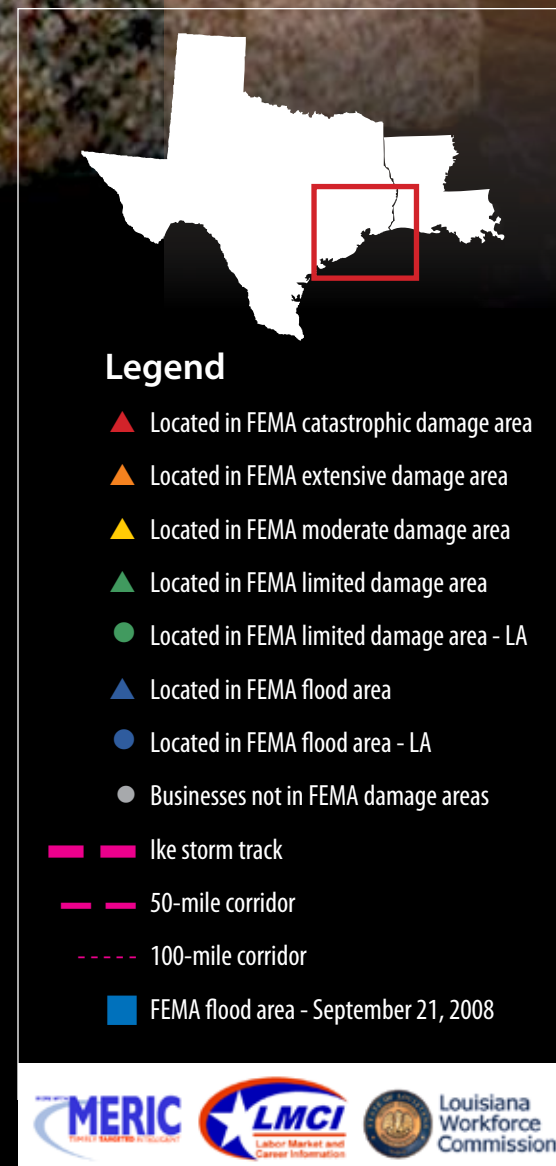 Legend
Located in FEMA catastrophic damage area
Located in FEMA extensive damage area
Located in FEMA moderate damage area
Located in FEMA limited damage area
Located in FEMA limited damage area - LA
Located in FEMA flood area
Located in FEMA flood area - LA
Businesses not in FEMA damage areas
Ike storm track
50-mile corridor
100-mile corridor
FEMA flood area - September 21, 2008
MERIC
LMCI
Labor Market and
Career Information
Louisiana
Workforce
Commission